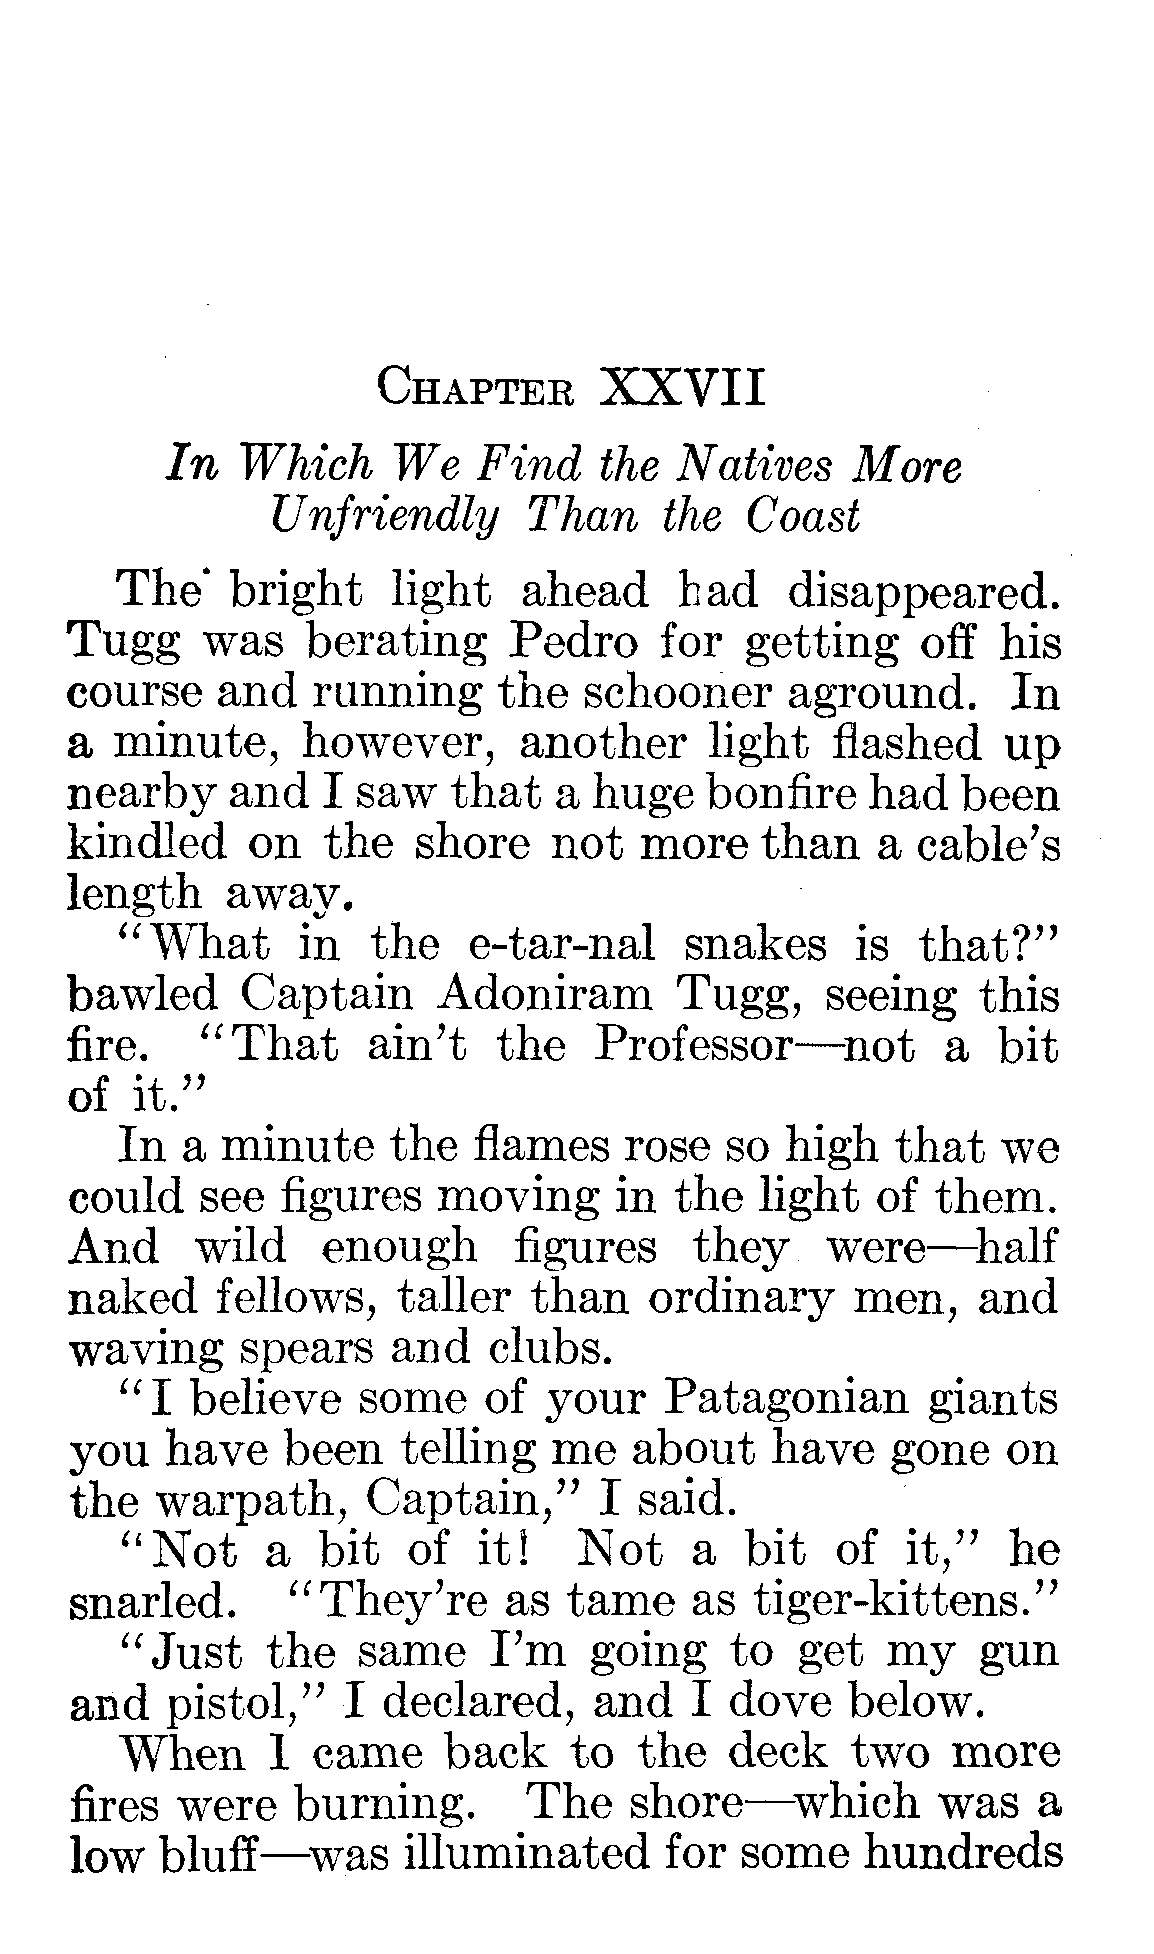 Chapter XXVII
In Which We Find the Natives More
Unfriendly Than the Coast
The bright light ahead had disappeared.
Tugg was berating Pedro for getting off his
course and running the schooner aground. In
a minute, however, another light flashed up
nearby and I saw that a huge bonfire had been
kindled on the shore not more than a cable's
length away.
"What in the e-tar-nal snakes is that?"
bawled Captain Adoniram Tugg, seeing this
fire. "That ain't the Professor—not a bit
of it."
In a minute the flames rose so high that we
could see figures moving in the light of them.
And wild enough figures they were—half
naked fellows, taller than ordinary men, and
waving spears and clubs.
"I believe some of your Patagonian giants
you have been telling me about have gone on
the warpath, Captain," I said.
"Not a bit of it! Not a bit of it," he
snarled. "They're as tame as tiger-kittens."
"Just the same I'm going to get my gun
and pistol," I declared, and I dove below.
When I came back to the deck two more
fires were burning. The shore—which was a
low bluff—was illuminated for some hundreds